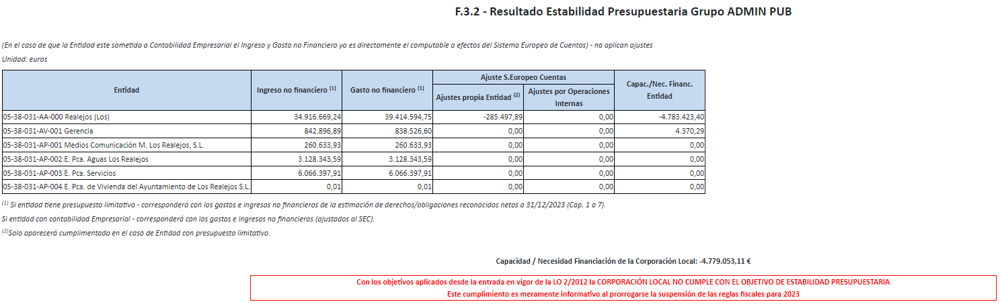 F.3.2 - Resultado Estabilidad Presupuestaria Grupo ADMIN PUB
(En el caso de que la Entidad este sometida a Contabilidad Empresarial el Ingreso y Gasto no Financiero ya es directamente el computable a efectos del Sistema Europeo de Cuentas) - no aplican ajustes
Unidad: euros
Entidad Ingreso no financiero (1) Gasto no financiero (1) Ajuste S.Europeo Cuentas Capac./Nec. Financ. Entidad
Ajustes propia Entidad (2) Ajustes por Operaciones Internas
05-38-031-AA-000 Realejos (Los) 34.916.669,24 39.414.594,75 -285.497,89 0,00 -4.783.423,40
05-38-031-AV-001 Gerencia 842.896,89 838.526,60 0,00 0,00 4.370,29
05-38-031-AP-001 Medios Comunicación M. Los Realejos, S.L. 260.633,93 260.633,93 0,00 0,00 0,00
05-38-031-AP-002 E. Pca. Aguas Los Realejos 3.128.343,59 3.128.343,59 0,00 0,00 0,00
05-38-031-AP-003 E. Pca. Servicios 6.066.397,91 6.066.397,91 0,00 0,00 0,00
05-38-031-AP-004 E. Pca. de Vivienda del Ayuntamiento de Los Realejos S.L. 0,01 0,01 0,00 0,00 0,00
(1) Si entidad tiene presupuesto limitativo - corresponderá con los gastos e ingresos no financieros de la estimación de derechos/obligaciones reconocidos netos a 31/12/2023 (Cap. 1 a 7).
Si entidad con contabilidad Empresarial - corresponderá con los gastos e ingresos no financieros (ajustados al SEC).
(2)Solo aparecerá cumplimentado en el caso de Entidad con presupuesto limitativo.
Capacidad / Necesidad Financiación de la Corporación Local: -4.779.053,11 €
Con los objetivos aplicados desde la entrada en vigor de la LO 2/2012 la CORPORACIÓN LOCAL NO CUMPLE CON EL OBJETIVO DE ESTABILIDAD PRESUPUESTARIA
Este cumplimiento es meramente informativo al prorrogarse la suspensión de las reglas fiscales para 2023